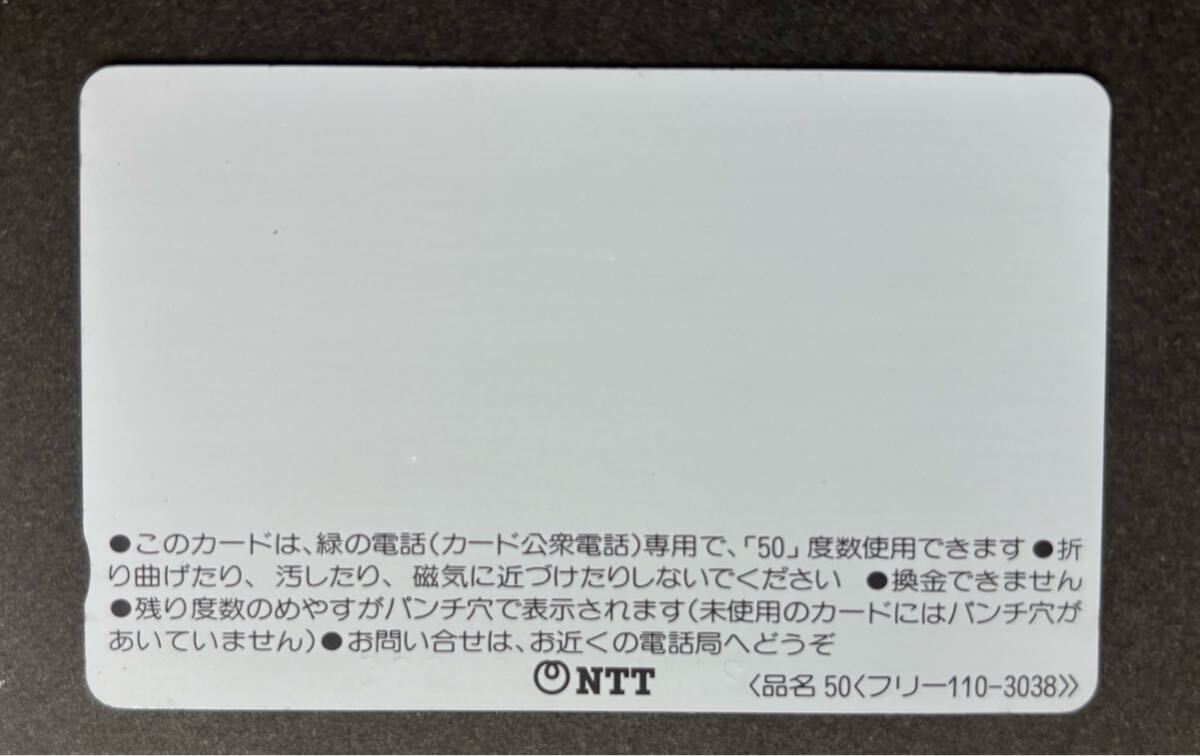 ●このカードは、緑の電話(カード公衆電話)専用で、「50」度数使用できます ●折
り曲げたり、汚したり、磁気に近づけたりしないでください ●換金できません
●残り度数のめやすがパンチ穴で表示されます(未使用のカードにはパンチ穴が
あいていません)●お問い合せは、お近くの電話局へどうぞ
NTT 〈品名 50〈フリー110-3038〉〉